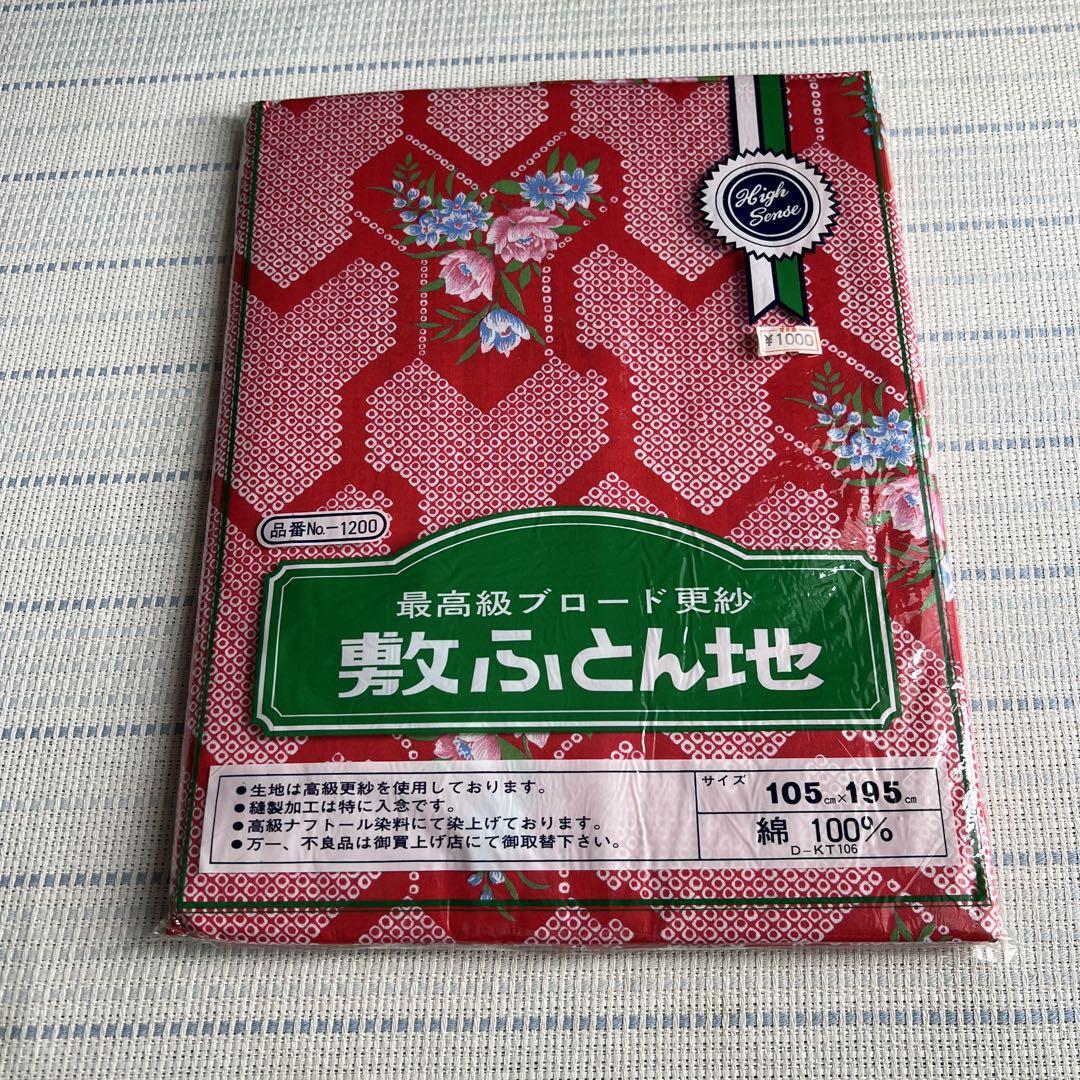 High
Sense
¥1000
品番No.-1200
最高級ブロード更紗
敷ふとん地
●生地は高級更紗を使用しております。
●縫製加工は特に入念です。
●高級ナフトール染料にて染上げております。
●万一、不良品は御買上げ店にて御取替下さい。
サイズ 105cm×195cm
綿 100%
D-KT106